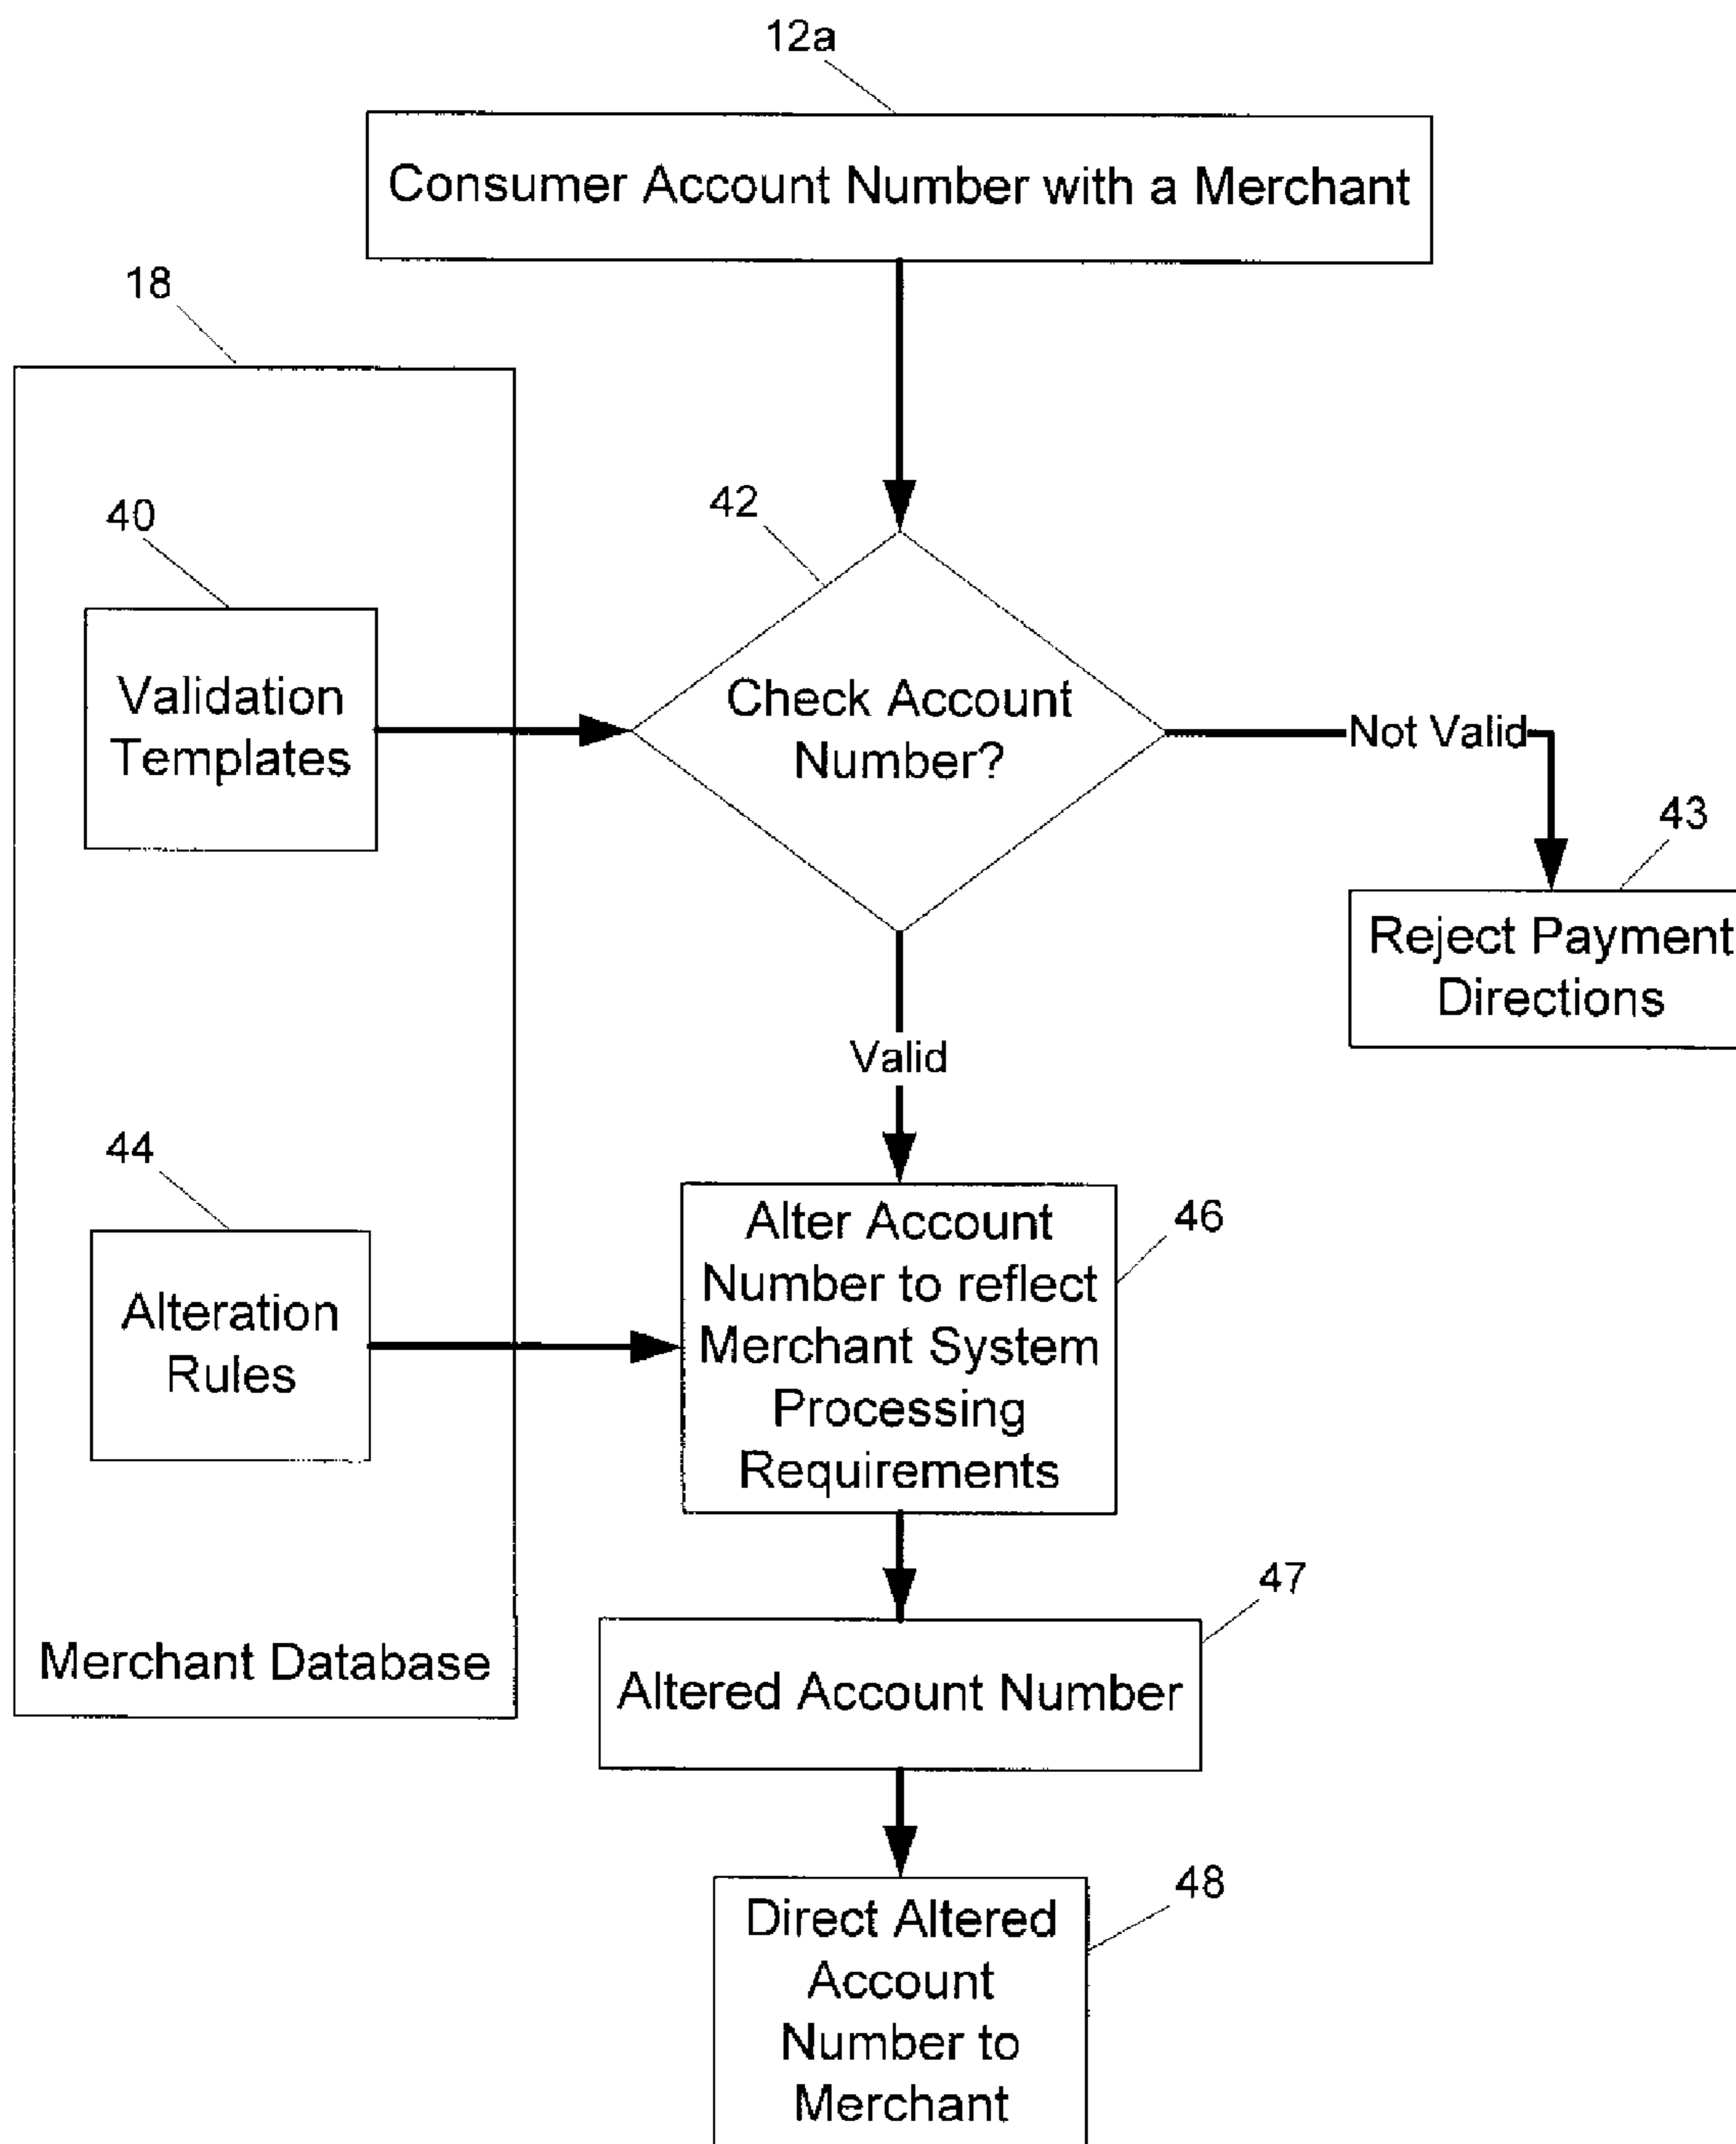 12a
Consumer Account Number with a Merchant
18
40
Validation
Templates
42
Check Account
Number?
Not Valid
43
Reject Payment
Directions
Valid
44
Alteration
Rules
46
Alter Account
Number to reflect
Merchant System
Processing
Requirements
Merchant Database
47
Altered Account Number
48
Direct Altered
Account
Number to
Merchant